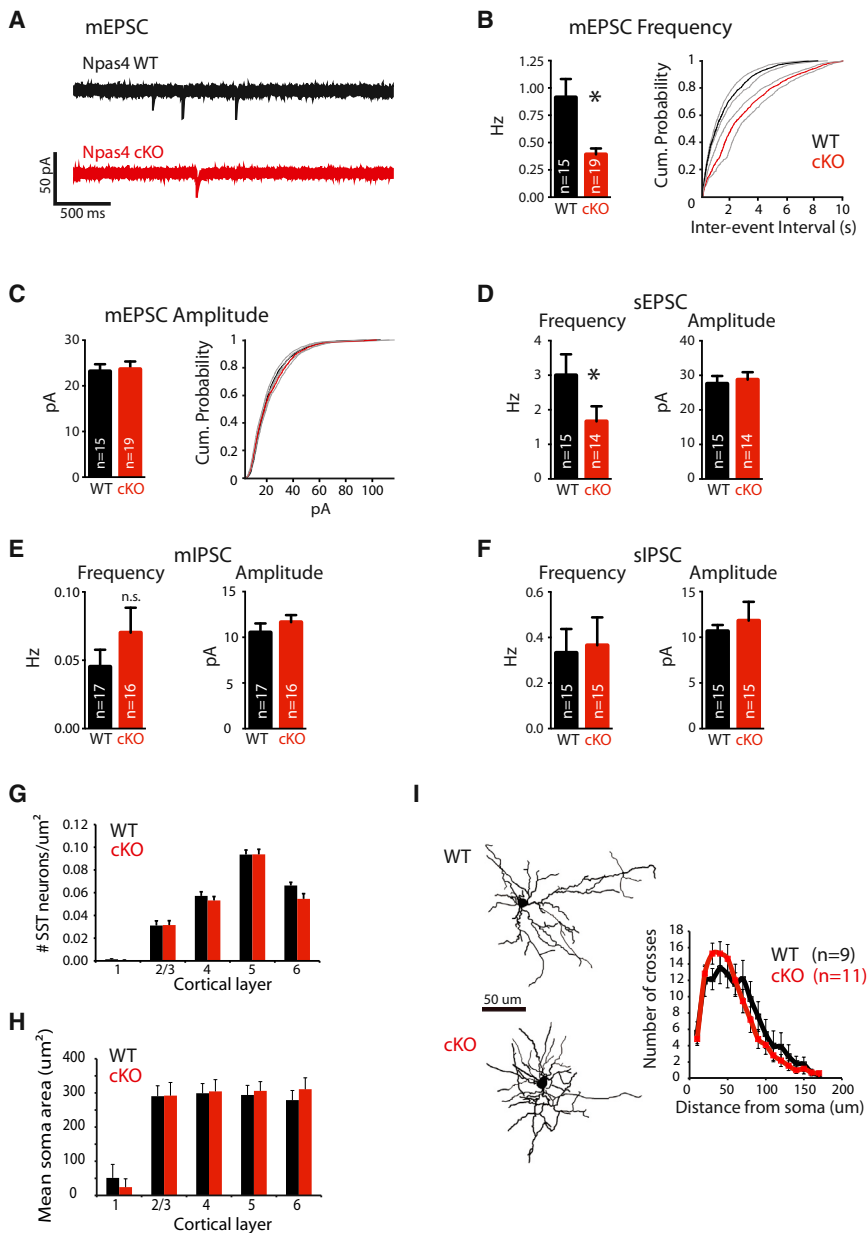 A
mEPSC
Npas4 WT
Npas4 cKO
50 pA
500 ms
B
mEPSC Frequency
Hz
1.25
1.00
0.75
0.50
0.25
0.00
*
n=15
n=19
WT
cKO
Cum. Probability
1
0.8
0.6
0.4
0.2
1
WT
cKO
2
4
6
8
10
Inter-event Interval (s)
C
mEPSC Amplitude
pA
30
20
10
0
n=15
n=19
WT
cKO
Cum. Probability
1
0.8
0.6
0.4
0.2
0
20
40
60
80
100
pA
D
sEPSC
Frequency
Hz
4
3
2
1
0
*
n=15
n=14
WT
cKO
Amplitude
pA
40
30
20
10
0
n=15
n=14
WT
cKO
E
mIPSC
Frequency
n.s.
Hz
0.10
0.05
0.00
n=17
n=16
WT
cKO
Amplitude
pA
15
10
5
0
n=17
n=16
WT
cKO
F
sIPSC
Frequency
Hz
0.6
0.4
0.2
0.0
n=15
n=15
WT
cKO
Amplitude
pA
15
10
5
0
n=15
n=15
WT
cKO
G
WT
cKO
# SST neurons/um²
0.12
0.10
0.08
0.06
0.04
0.02
0.00
1
2/3
4
5
6
Cortical layer
H
WT
cKO
Mean soma area (um²)
400
300
200
300
0
1
2/3
4
5
6
Cortical layer
I
WT
50 um
cKO
Number of crosses
18
16
14
12
10
8
6
4
2
0
WT (n=9)
cKO (n=11)
0
50
100
150
200
Distance from soma (um)